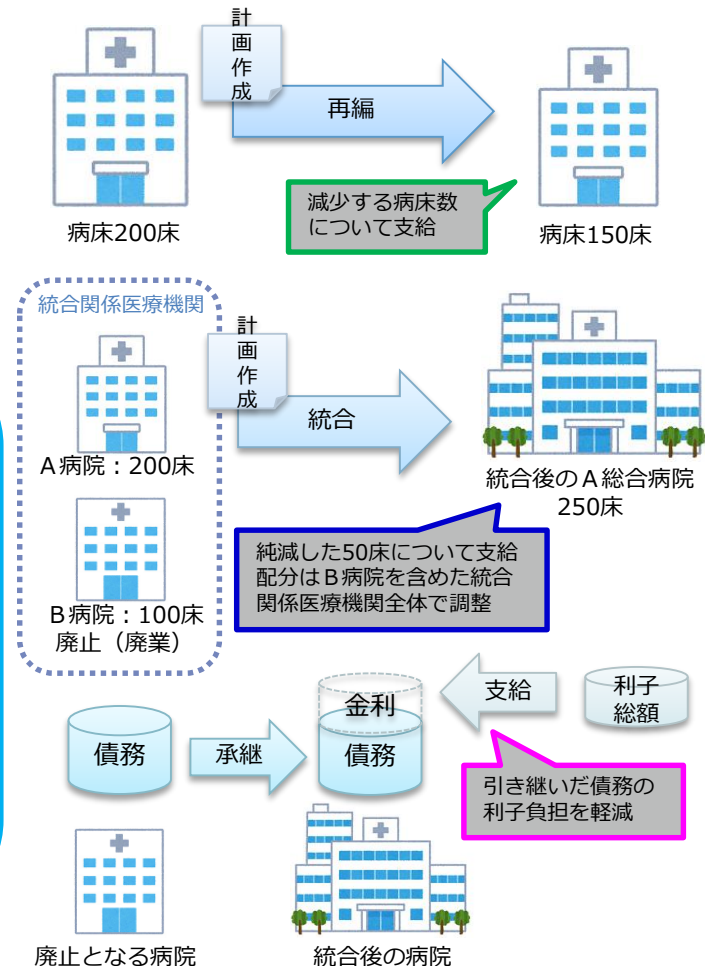 計画作成
再編
減少する病床数
について支給
病床200床
病床150床
統合関係医療機関
計画作成
統合
A病院：200床
統合後のA総合病院
250床
純減した50床について支給
配分はB病院を含めた統合
関係医療機関全体で調整
B病院：100床
廃止（廃業）
債務
承継
金利
債務
支給
利子
総額
引き継いだ債務の
利子負担を軽減
廃止となる病院
統合後の病院